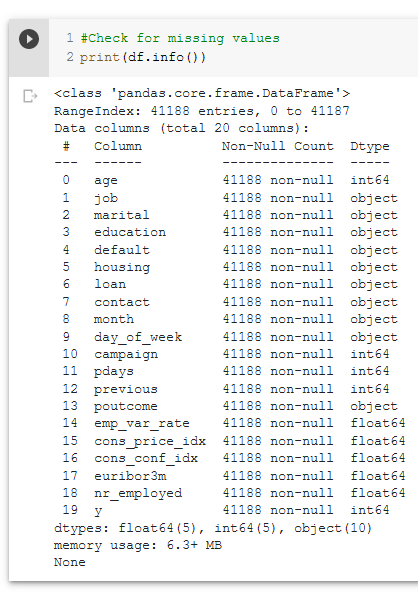 1 #Check for missing values
2 print(df.info())
<class 'pandas.core.frame.DataFrame'>
RangeIndex: 41188 entries, 0 to 41187
Data columns (total 20 columns):
 #   Column          Non-Null Count  Dtype
---  ------          --------------  -----
 0   age             41188 non-null  int64
 1   job             41188 non-null  object
 2   marital         41188 non-null  object
 3   education       41188 non-null  object
 4   default         41188 non-null  object
 5   housing         41188 non-null  object
 6   loan            41188 non-null  object
 7   contact         41188 non-null  object
 8   month           41188 non-null  object
 9   day_of_week     41188 non-null  object
 10  campaign        41188 non-null  int64
 11  pdays           41188 non-null  int64
 12  previous        41188 non-null  int64
 13  poutcome        41188 non-null  object
 14  emp_var_rate    41188 non-null  float64
 15  cons_price_idx  41188 non-null  float64
 16  cons_conf_idx   41188 non-null  float64
 17  euribor3m       41188 non-null  float64
 18  nr_employed     41188 non-null  float64
 19  y               41188 non-null  int64
dtypes: float64(5), int64(5), object(10)
memory usage: 6.3+ MB
None